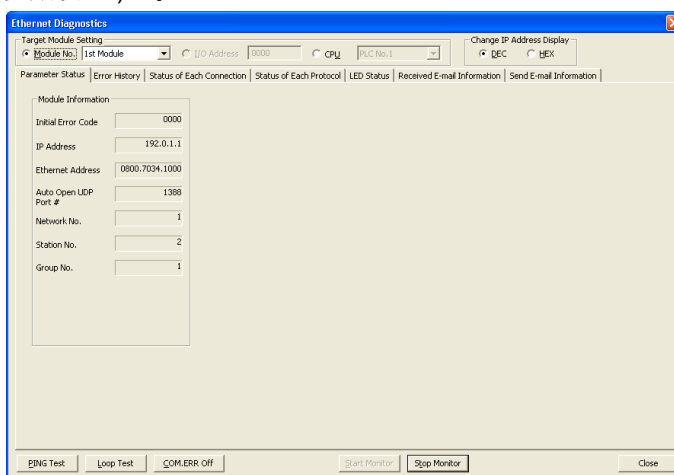 Ethernet Diagnostics
Target Module Setting
Module No. 1st Module I/O Address 0000 CPU PLC No.1
Change IP Address Display
DEC HEX
Parameter Status Error History Status of Each Connection Status of Each Protocol LED Status Received E-mail Information Send E-mail Information
Module Information
Initial Error Code 0000
IP Address 192.0.1.1
Ethernet Address 0800.7034.1000
Auto Open UDP
Port # 1388
Network No. 1
Station No. 2
Group No. 1
PING Test Loop Test COM.ERR Off Start Monitor Stop Monitor Close